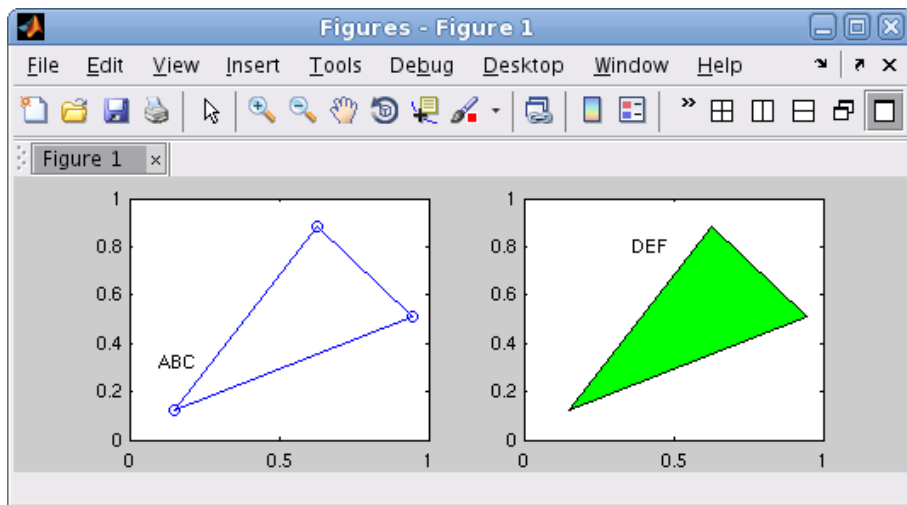 Figures - Figure 1
File Edit View Insert Tools Debug Desktop Window Help
Figure 1
1
0.8
0.6
0.4
0.2
0
0 0.5 1
ABC
1
0.8
0.6
0.4
0.2
0
0 0.5 1
DEF